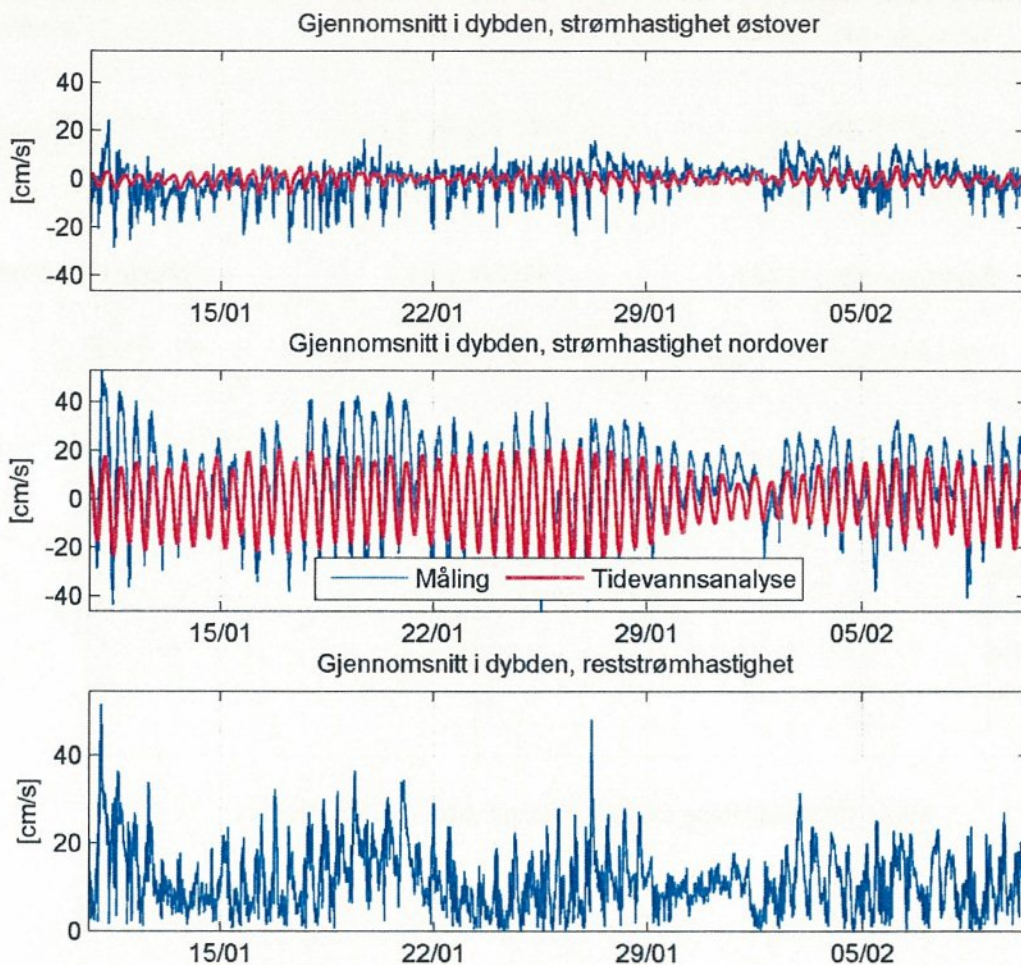 Gjennomsnitt i dybden, strømhastighet østover
[cm/s]
40
20
0
-20
-40
15/01 22/01 29/01 05/02
Gjennomsnitt i dybden, strømhastighet nordover
[cm/s]
40
20
0
-20
-40
Måling Tidevannsanalyse
15/01 22/01 29/01 05/02
Gjennomsnitt i dybden, reststrømhastighet
[cm/s]
40
20
0
15/01 22/01 29/01 05/02